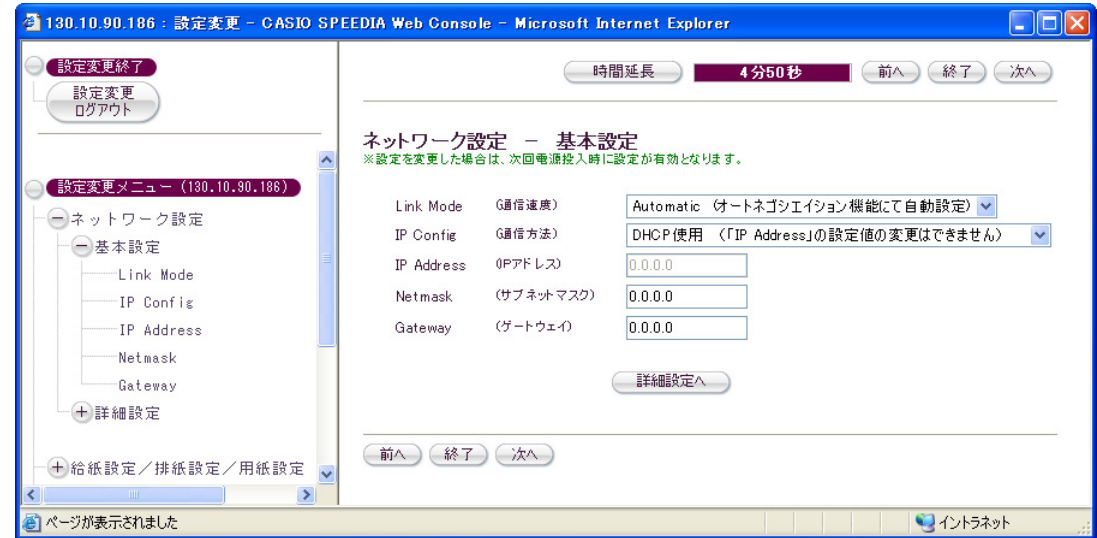 130.10.90.186 : 設定変更 - CASIO SPEEDIA Web Console - Microsoft Internet Explorer
設定変更終了
設定変更
ログアウト
設定変更メニュー (130.10.90.186)
ネットワーク設定
基本設定
Link Mode
IP Config
IP Address
Netmask
Gateway
詳細設定
給紙設定/排紙設定/用紙設定
時間延長 4分50秒 前へ 終了 次へ
ネットワーク設定 - 基本設定
※設定を変更した場合は、次回電源投入時に設定が有効となります。
Link Mode (通信速度) Automatic (オートネゴシエイション機能にて自動設定)
IP Config (通信方法) DHCP使用 (「IP Address」の設定値の変更はできません)
IP Address (IPアドレス) 0.0.0.0
Netmask (サブネットマスク) 0.0.0.0
Gateway (ゲートウェイ) 0.0.0.0
詳細設定へ
前へ 終了 次へ
ページが表示されました イントラネット